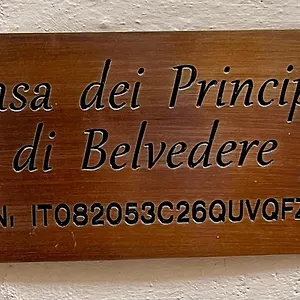 asa dei Princip
di Belvedere
N: IT082053C26QUVQFZ